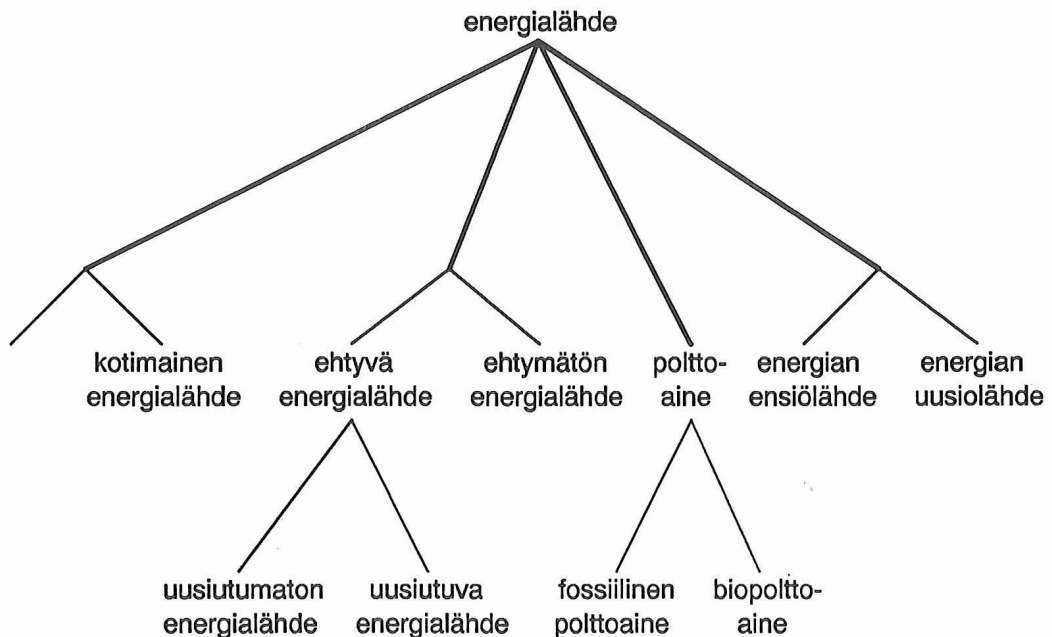 energialähde
kotimainen
energialähde
ehtyvä
energialähde
ehtymätön
energialähde
poltto-
aine
energian
ensiölähde
energian
uusiolähde
uusiutumaton
energialähde
uusiutuva
energialähde
fossiilinen
polttoaine
biopoltto-
aine